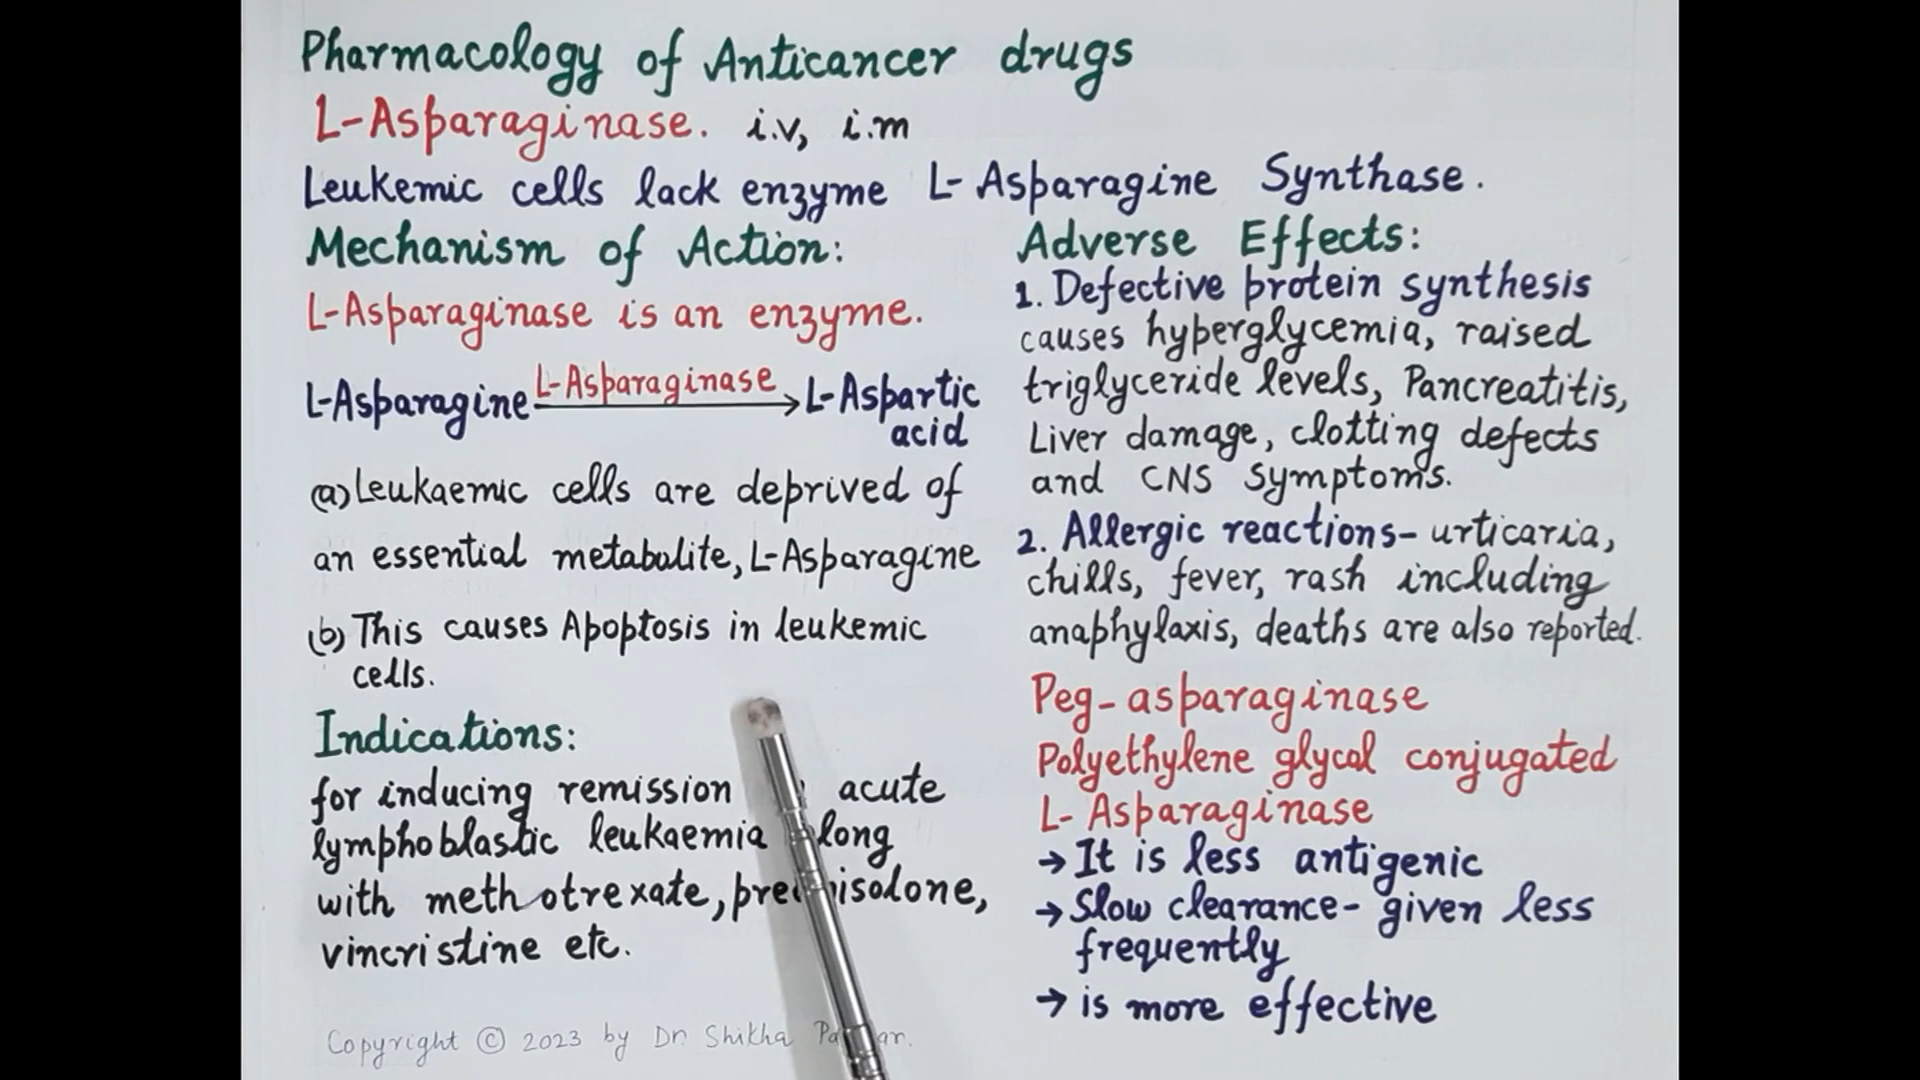 Pharmacology of Anticancer drugs
L-Asparaginase. i.v, i.m
Leukemic cells lack enzyme L-Asparagine Synthase.
Mechanism of Action:
L-Asparaginase is an enzyme.
L-Asparaginase
L-Asparagine → L-Aspartic
acid
(a) Leukaemic cells are deprived of
an essential metabolite, L-Asparagine
(b) This causes Apoptosis in leukemic
cells.
Indications:
for inducing remission acute
lymphoblastic leukaemia
with methotrexate,
vincristine etc.
Adverse Effects:
1. Defective protein synthesis
causes hyperglycemia, raised
triglyceride levels, Pancreatitis,
Liver damage, clotting defects
and CNS Symptoms.
2. Allergic reactions- urticaria,
chills, fever, rash including
anaphylaxis, deaths are also reported.
Peg-asparaginase
Polyethylene glycol conjugated
L-Asparaginase
→ It is less antigenic
→ Slow clearance- given less
frequently
→ is more effective
Copyright © 2023 by Dr. Shikha